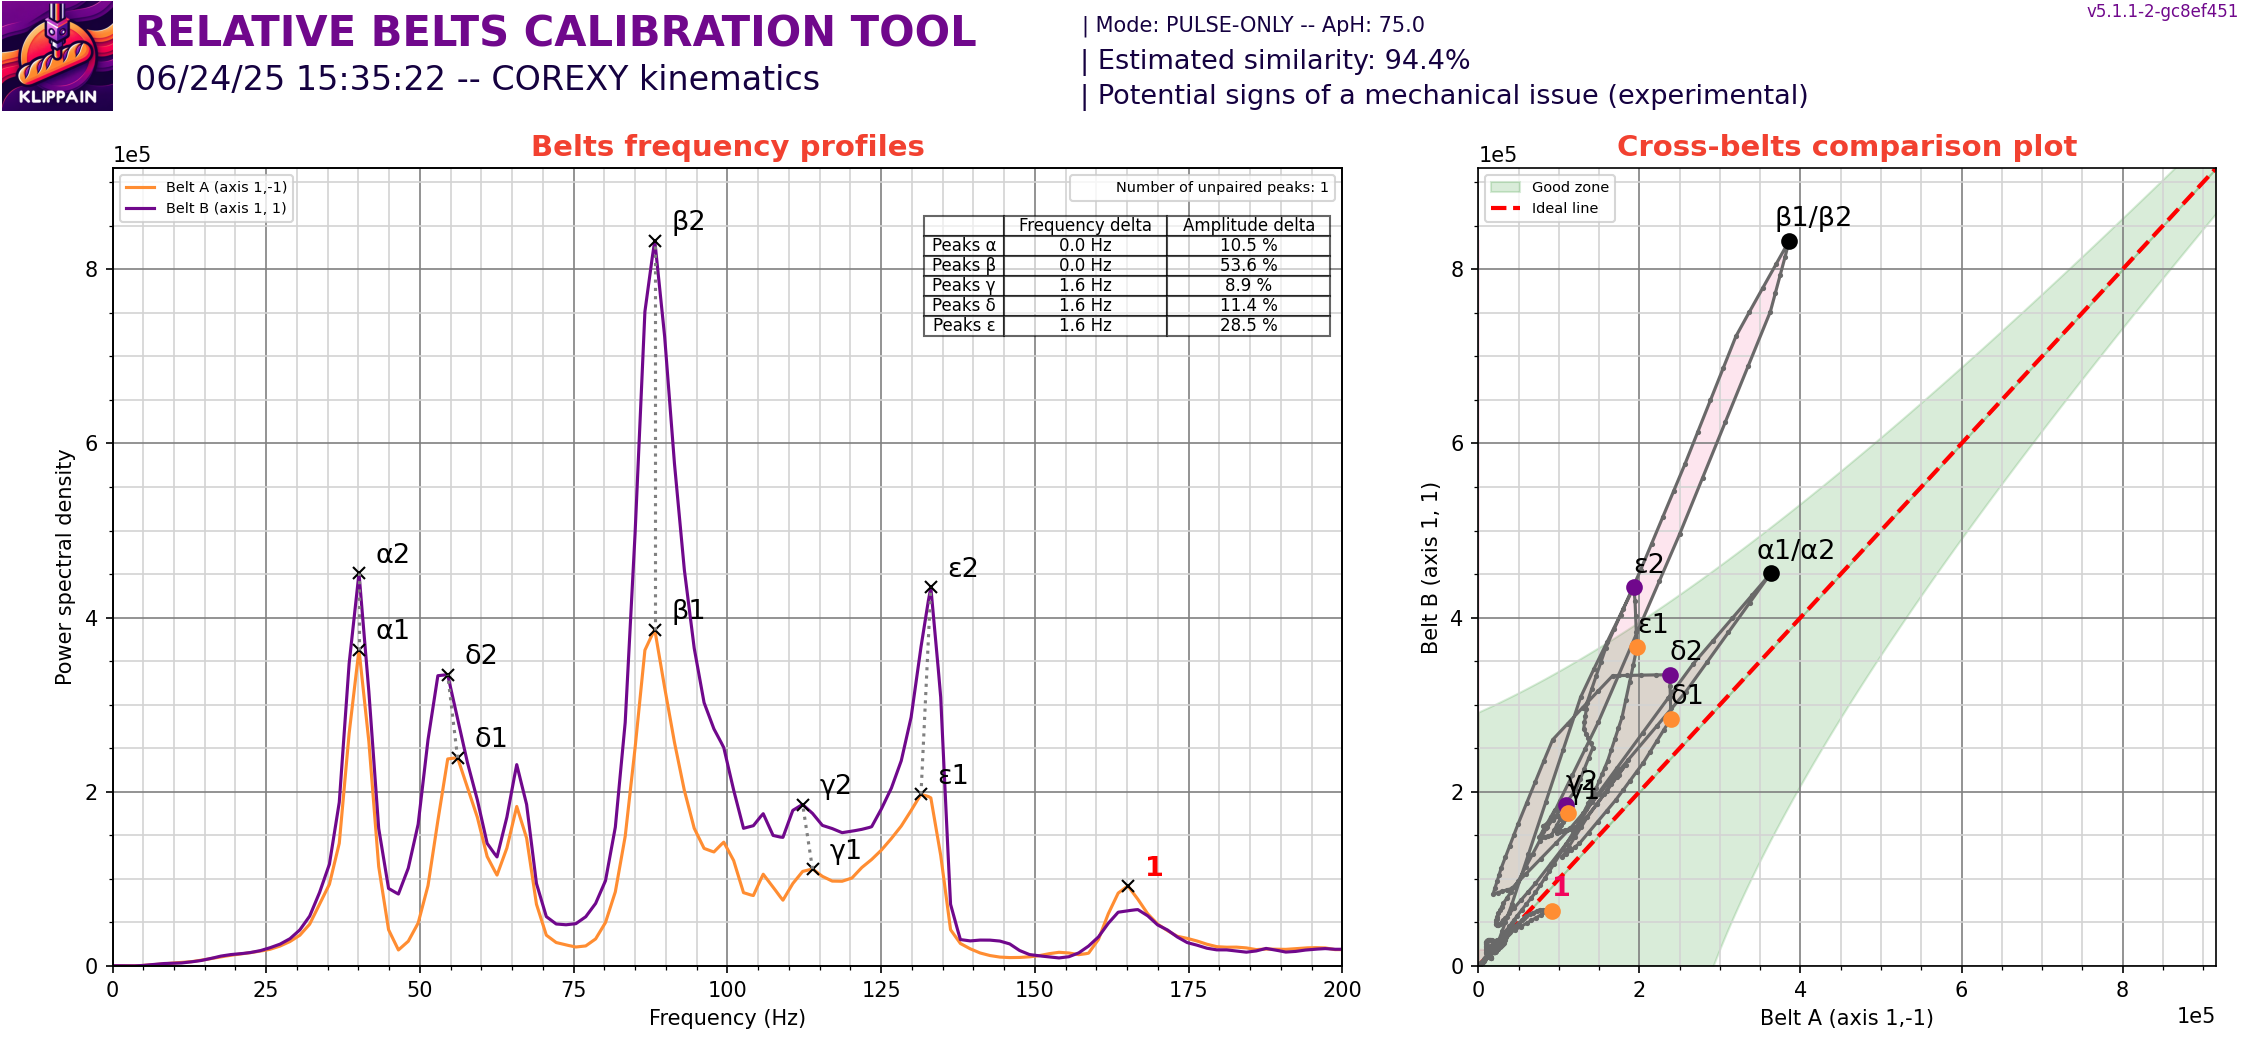 KLIPPAIN
RELATIVE BELTS CALIBRATION TOOL
06/24/25 15:35:22 -- COREXY kinematics
| Mode: PULSE-ONLY -- ApH: 75.0
| Estimated similarity: 94.4%
| Potential signs of a mechanical issue (experimental)
v5.1.1-2-gc8ef451
Belts frequency profiles
1e5
Belt A (axis 1,-1)
Belt B (axis 1, 1)
Number of unpaired peaks: 1
Frequency delta Amplitude delta
Peaks α 0.0 Hz 10.5 %
Peaks β 0.0 Hz 53.6 %
Peaks γ 1.6 Hz 8.9 %
Peaks δ 1.6 Hz 11.4 %
Peaks ε 1.6 Hz 28.5 %
β2
α2
α1
δ2
δ1
β1
γ2
γ1
ε2
ε1
1
8
6
4
2
0
Power spectral density
0 25 50 75 100 125 150 175 200
Frequency (Hz)
Cross-belts comparison plot
1e5
Good zone
Ideal line
β1/β2
α1/α2
ε2
ε1
δ2
δ1
γ2
γ1
1
8
6
4
2
0
Belt B (axis 1, 1)
0 2 4 6 8
1e5
Belt A (axis 1,-1)